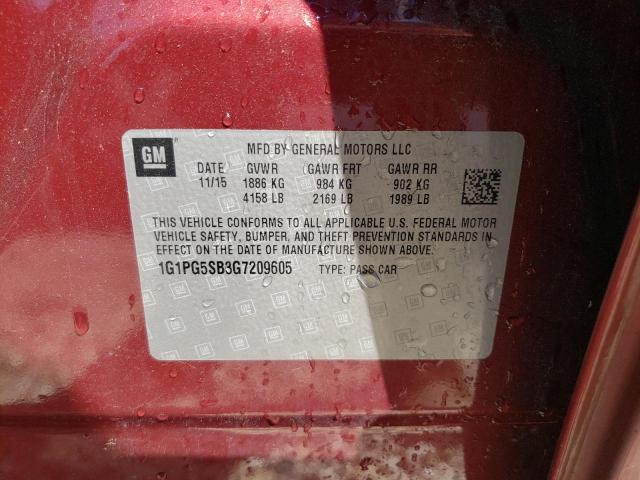 GM
MFD BY GENERAL MOTORS LLC
DATE GVWR GAWR FRT GAWR RR
11/15 1886 KG 984 KG 902 KG
4158 LB 2169 LB 1989 LB
THIS VEHICLE CONFORMS TO ALL APPLICABLE U.S. FEDERAL MOTOR
VEHICLE SAFETY, BUMPER, AND THEFT PREVENTION STANDARDS IN
EFFECT ON THE DATE OF MANUFACTURE SHOWN ABOVE.
1G1PG5SB3G7209605 TYPE: PASS CAR